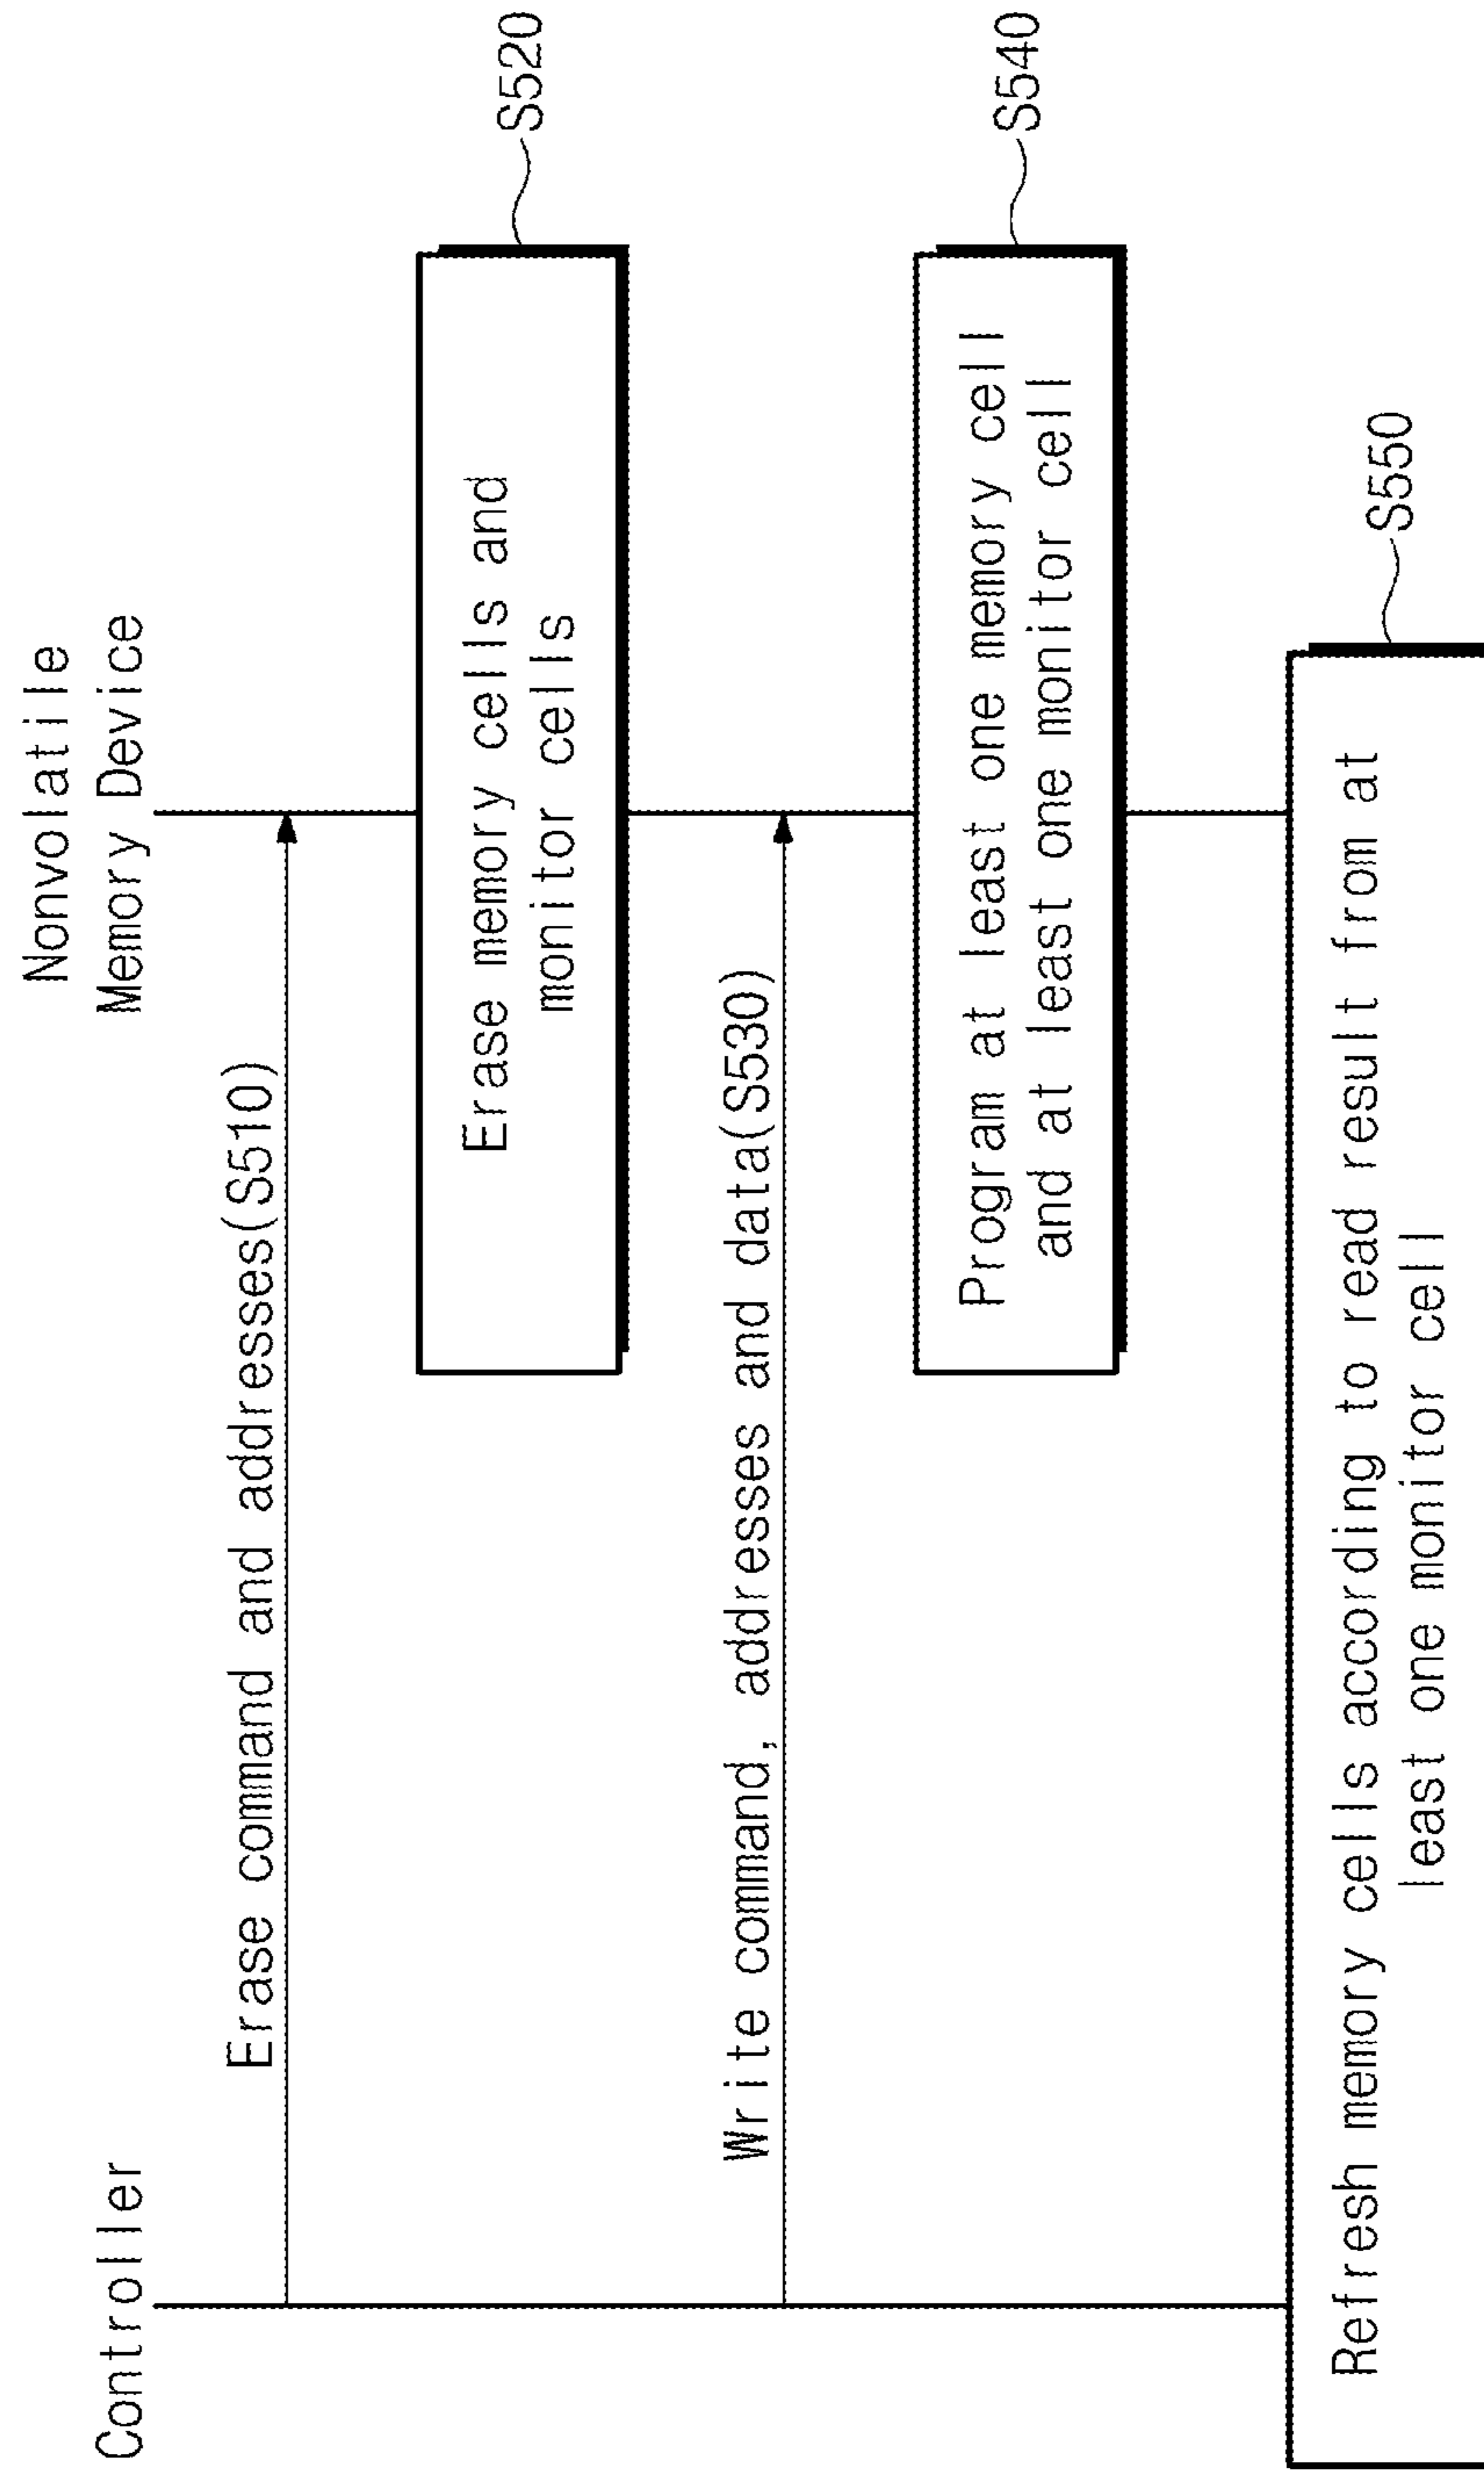 Nonvolatile
Controller
Memory Device
Erase command and addresses(S510)
Erase memory cells and
monitor cells
S520
Write command, addresses and data(S530)
Program at least one memory cell
and at least one monitor cell
S540
Refresh memory cells according to read result from at
least one monitor cell
S550